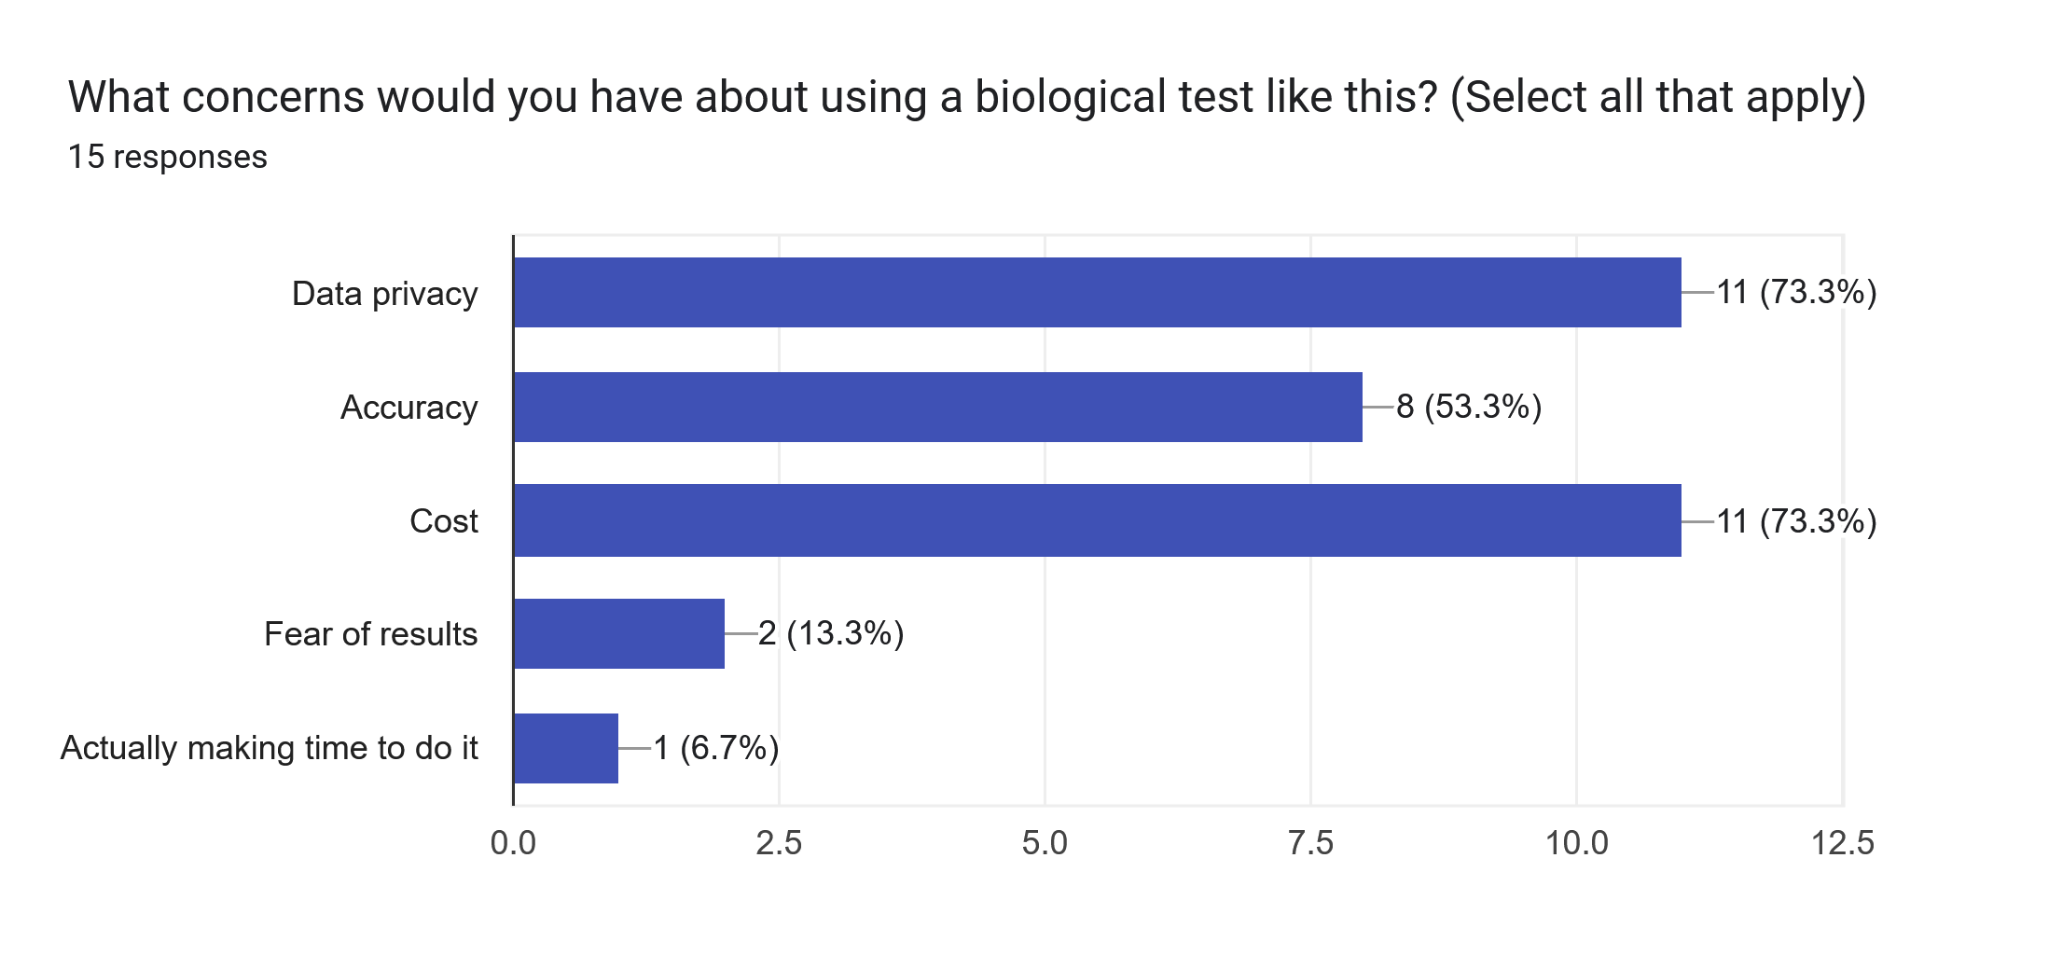 What concerns would you have about using a biological test like this? (Select all that apply)
15 responses
Data privacy
11 (73.3%)
Accuracy
8 (53.3%)
Cost
11 (73.3%)
Fear of results
2 (13.3%)
Actually making time to do it
1 (6.7%)
0.0 2.5 5.0 7.5 10.0 12.5